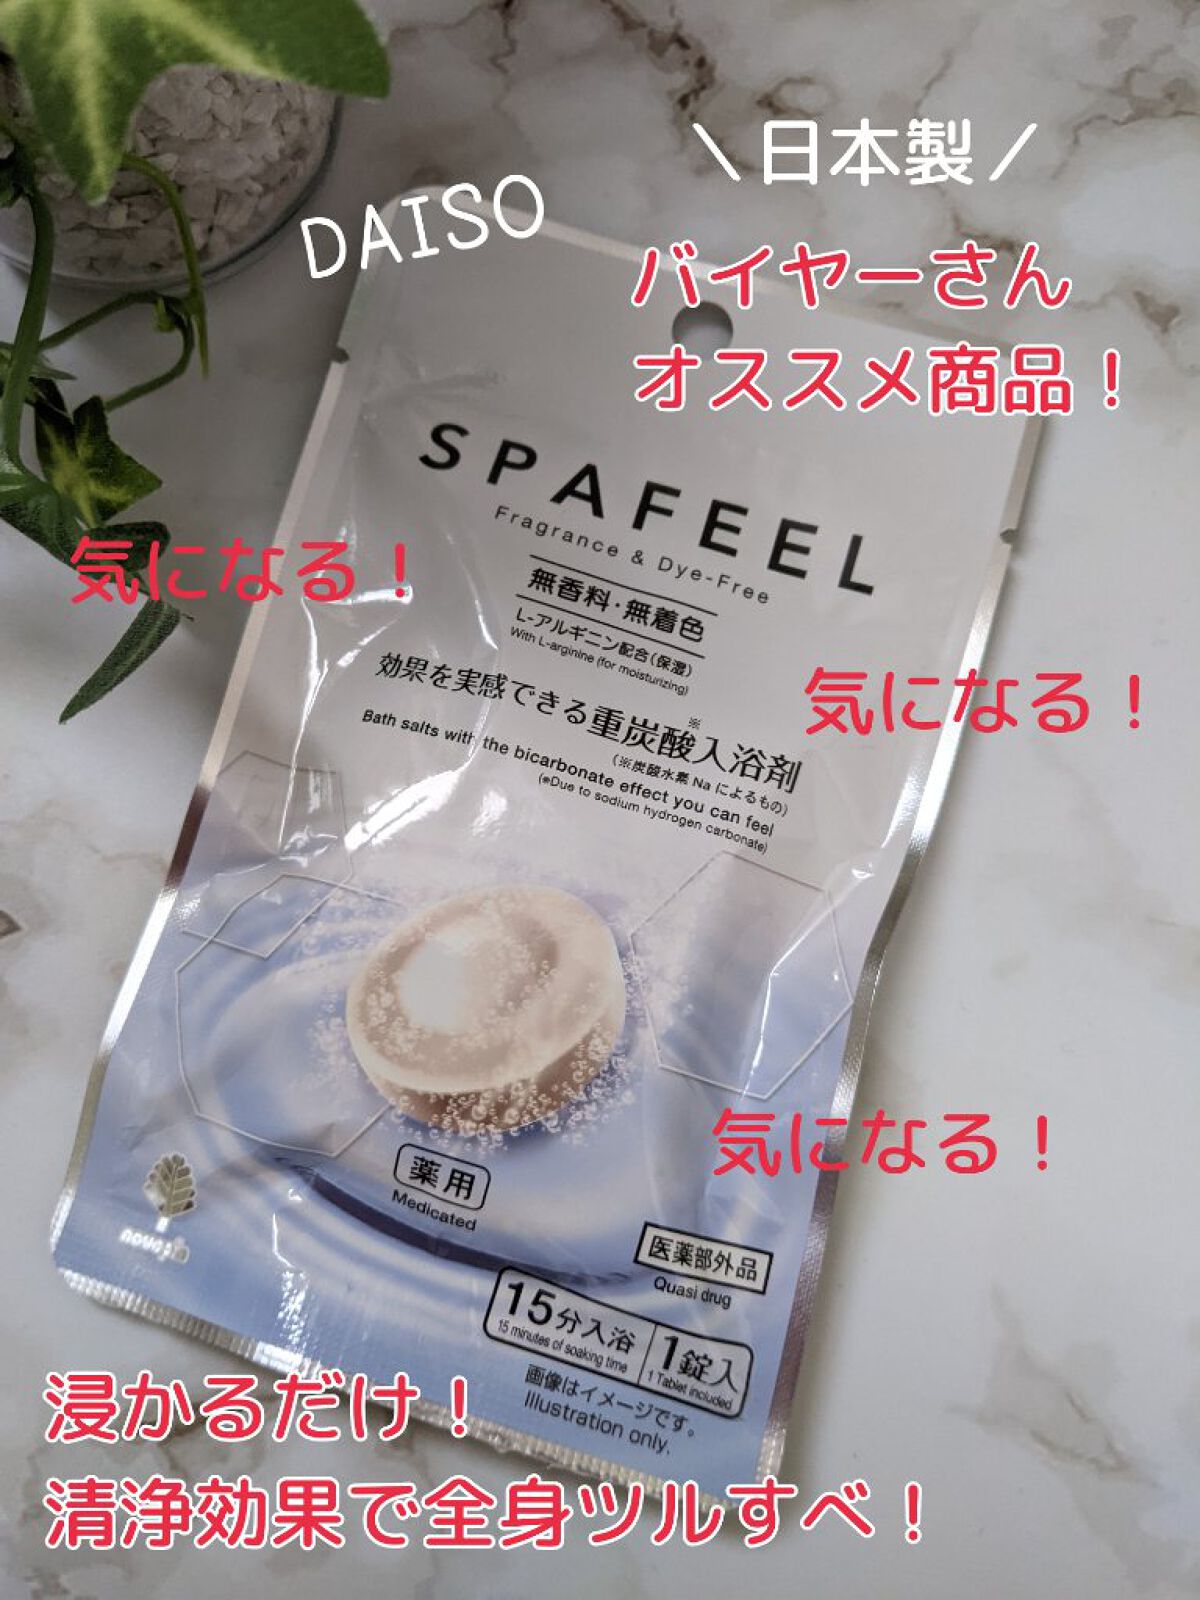 ＼日本製／
DAISO
バイヤーさん
オススメ商品！
SPAFEEL
Fragrance & Dye-Free
気になる！
無香料・無着色
L-アルギニン配合(保湿)
With L-arginine (for moisturizing)
気になる！
効果を実感できる重炭酸※入浴剤
(※炭酸水素Naによるもの)
Bath salts with the bicarbonate effect you can feel
(※Due to sodium hydrogen carbonate)
気になる！
薬用
Medicated
novopin
医薬部外品
Quasi drug
15分入浴
15 minutes of soaking time
1錠入
1 Tablet included
画像はイメージです。
Illustration only.
浸かるだけ！
清浄効果で全身ツルすべ！